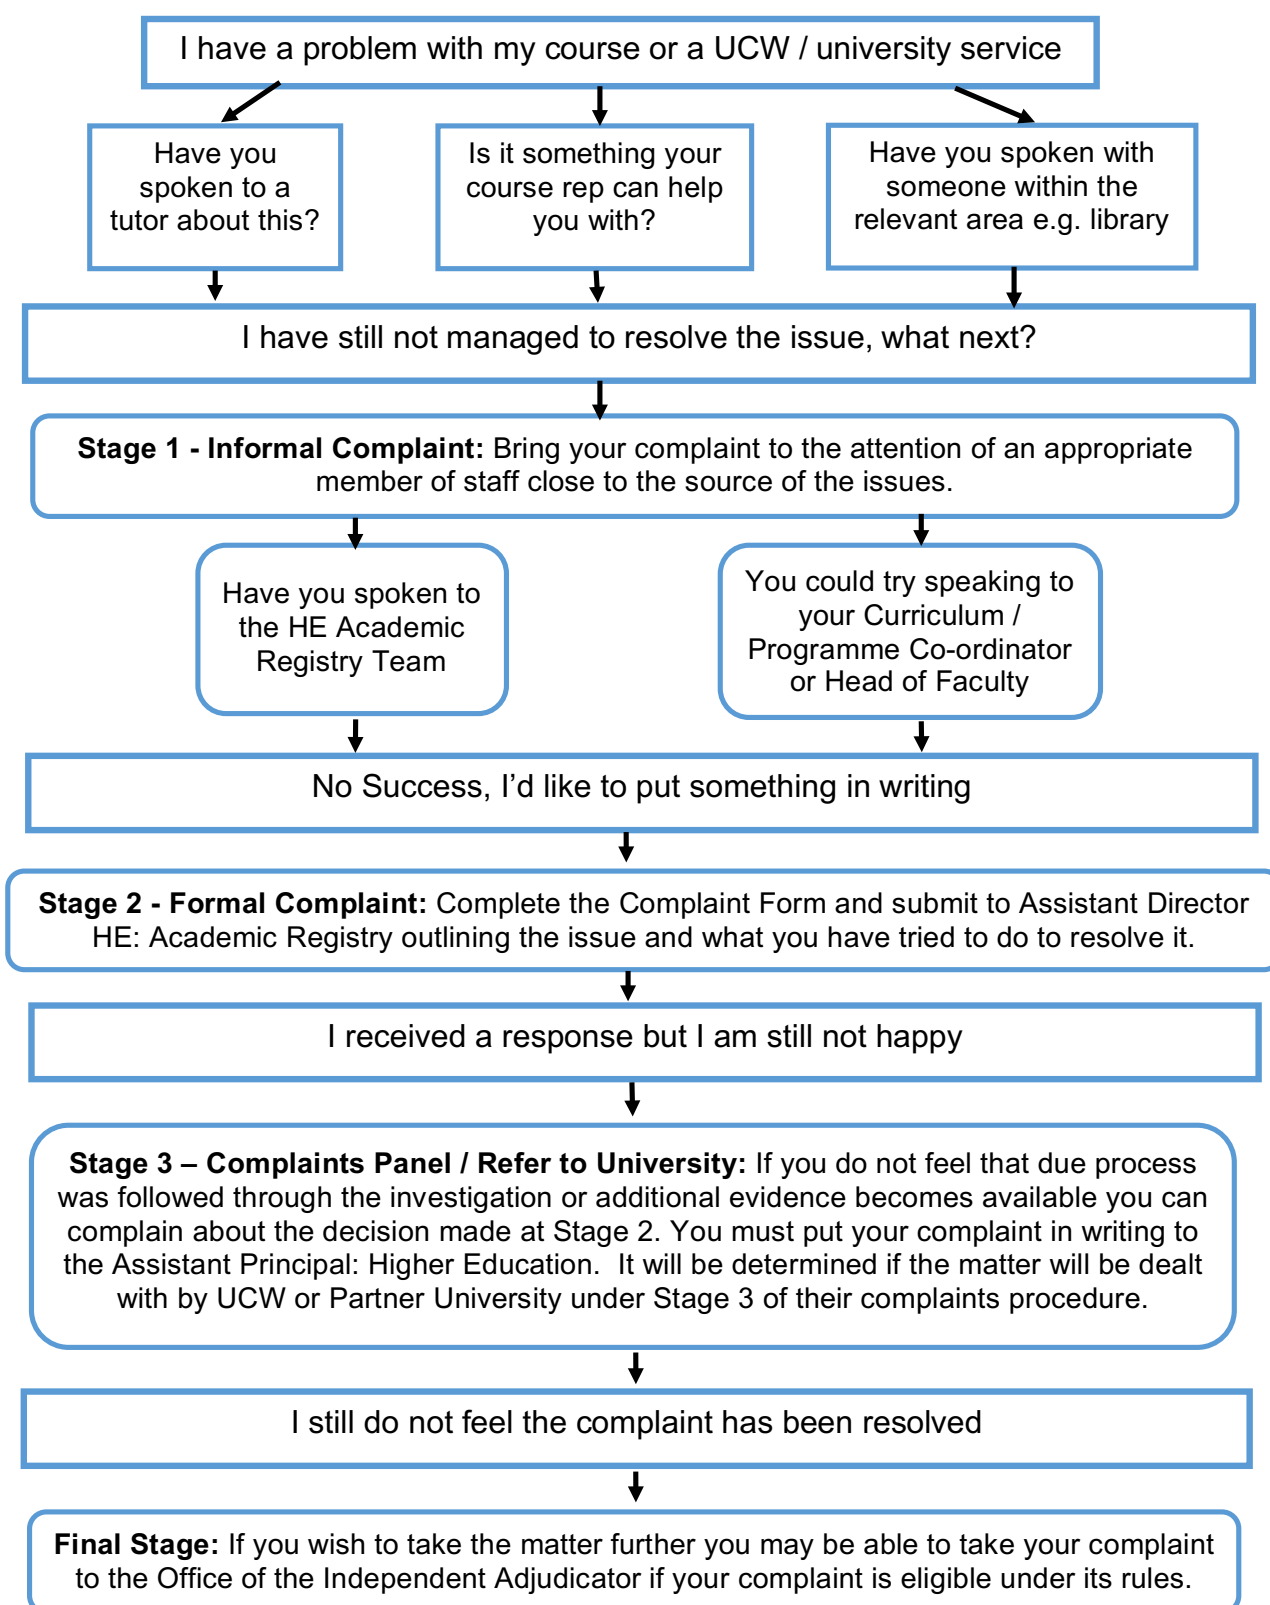 I have a problem with my course or a UCW / university service
Have you
spoken to a
tutor about this?
Is it something your
course rep can help
you with?
Have you spoken with
someone within the
relevant area e.g. library
I have still not managed to resolve the issue, what next?
Stage 1 - Informal Complaint: Bring your complaint to the attention of an appropriate
member of staff close to the source of the issues.
Have you spoken to
the HE Academic
Registry Team
You could try speaking to
your Curriculum /
Programme Co-ordinator
or Head of Faculty
No Success, I’d like to put something in writing
Stage 2 - Formal Complaint: Complete the Complaint Form and submit to Assistant Director
HE: Academic Registry outlining the issue and what you have tried to do to resolve it.
I received a response but I am still not happy
Stage 3 – Complaints Panel / Refer to University: If you do not feel that due process
was followed through the investigation or additional evidence becomes available you can
complain about the decision made at Stage 2. You must put your complaint in writing to
the Assistant Principal: Higher Education.  It will be determined if the matter will be dealt
with by UCW or Partner University under Stage 3 of their complaints procedure.
I still do not feel the complaint has been resolved
Final Stage: If you wish to take the matter further you may be able to take your complaint
to the Office of the Independent Adjudicator if your complaint is eligible under its rules.